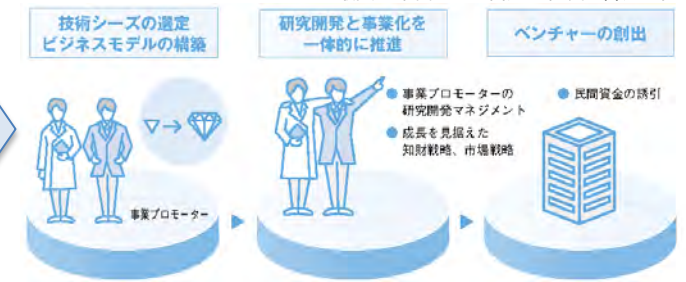 技術シーズの選定
ビジネスモデルの構築
研究開発と事業化を
一体的に推進
ベンチャーの創出
事業プロモーター
● 事業プロモーターの
研究開発マネジメント
● 成長を見据えた
知財戦略、市場戦略
● 民間資金の誘引